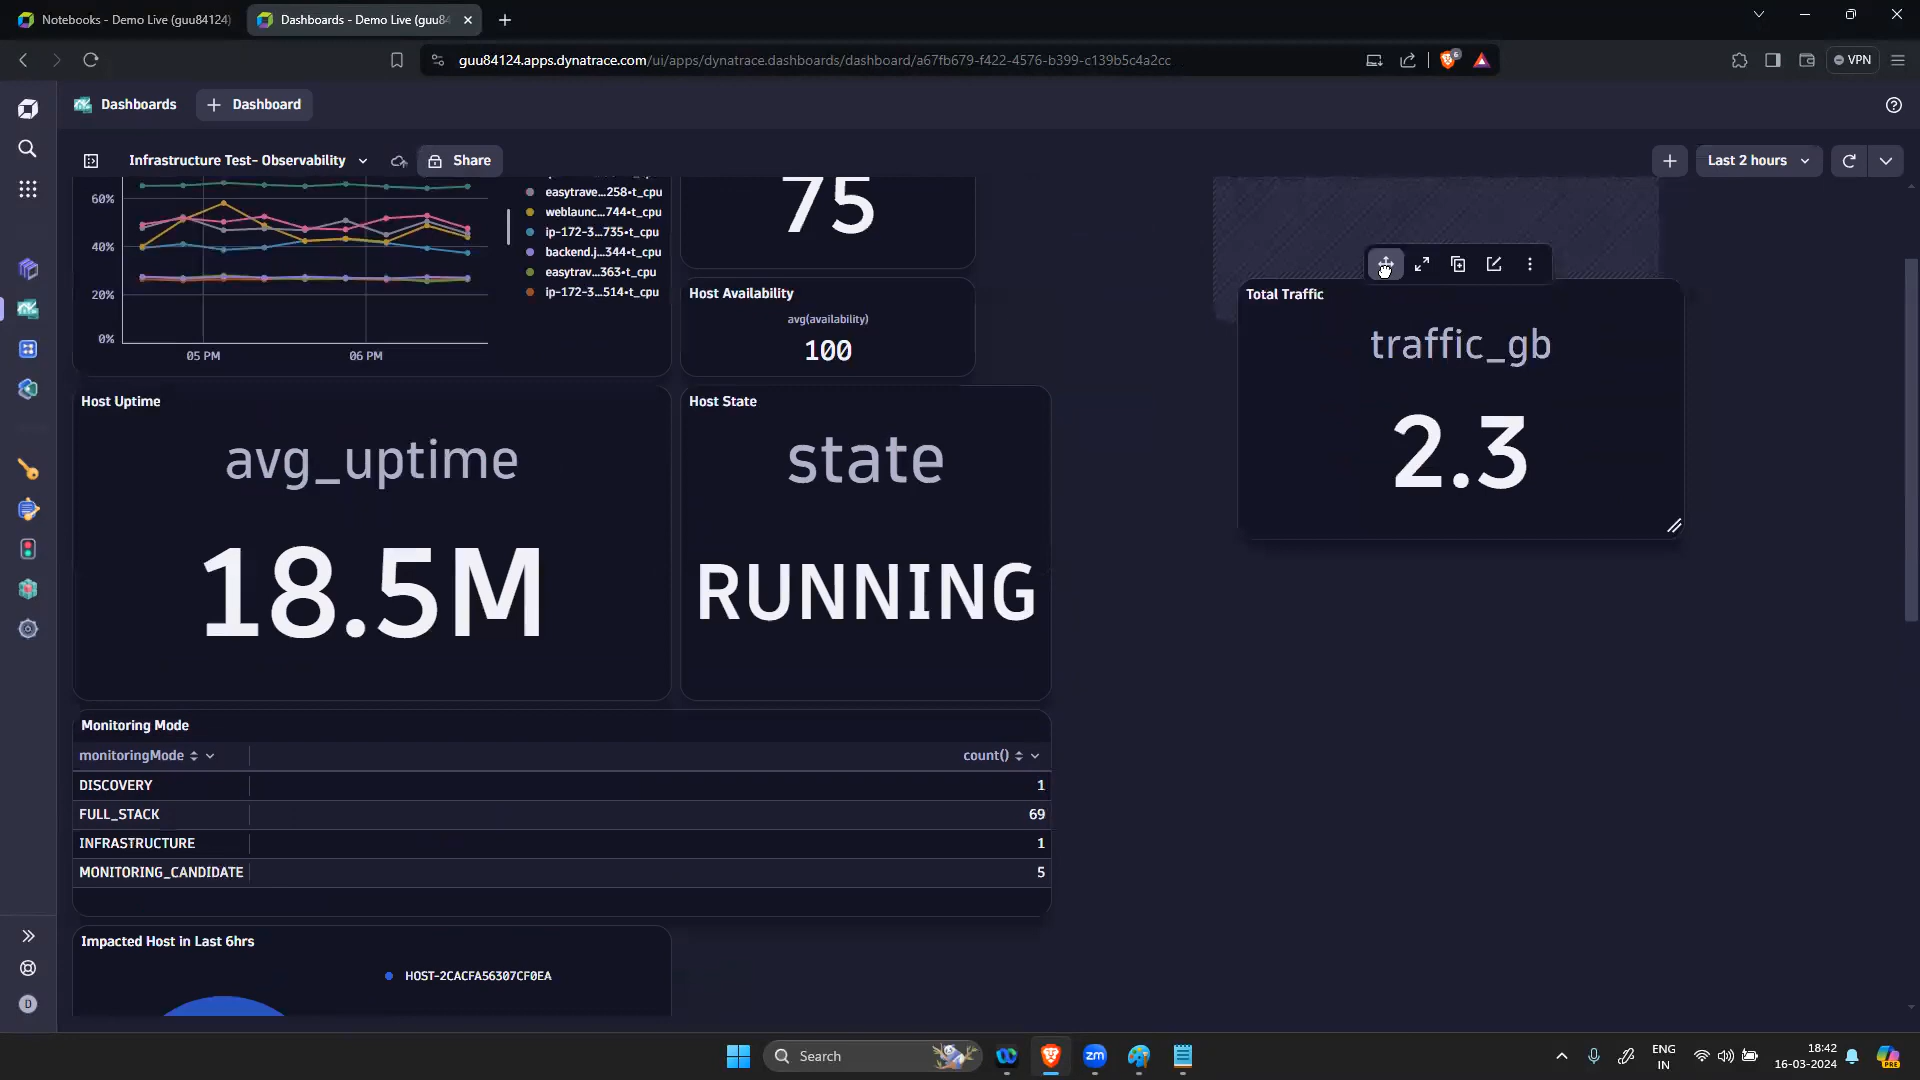 Notebooks - Demo Live (guu84124)
Dashboards - Demo Live (guu84
guu84124.apps.dynatrace.com/ui/apps/dynatrace.dashboards/dashboard/a67fb679-f422-4576-b399-c139b5c4a2cc
6
VPN
Dashboards
Dashboard
Infrastructure Test- Observability
Share
Last 2 hours
60%
40%
20%
0%
05 PM
06 PM
easytrave...258•t_cpu
weblaunc...744•t_cpu
ip-172-3...735•t_cpu
backend.j...344•t_cpu
easytrav...363•t_cpu
ip-172-3...514•t_cpu
75
Host Availability
avg(availability)
100
Total Traffic
traffic_gb
2.3
Host Uptime
avg_uptime
18.5M
Host State
state
RUNNING
Monitoring Mode
monitoringMode
count()
DISCOVERY 1
FULL_STACK 69
INFRASTRUCTURE 1
MONITORING_CANDIDATE 5
Impacted Host in Last 6hrs
HOST-2CACFA56307CF0EA
D
Search
zm
ENG
IN
18:42
16-03-2024
PRE